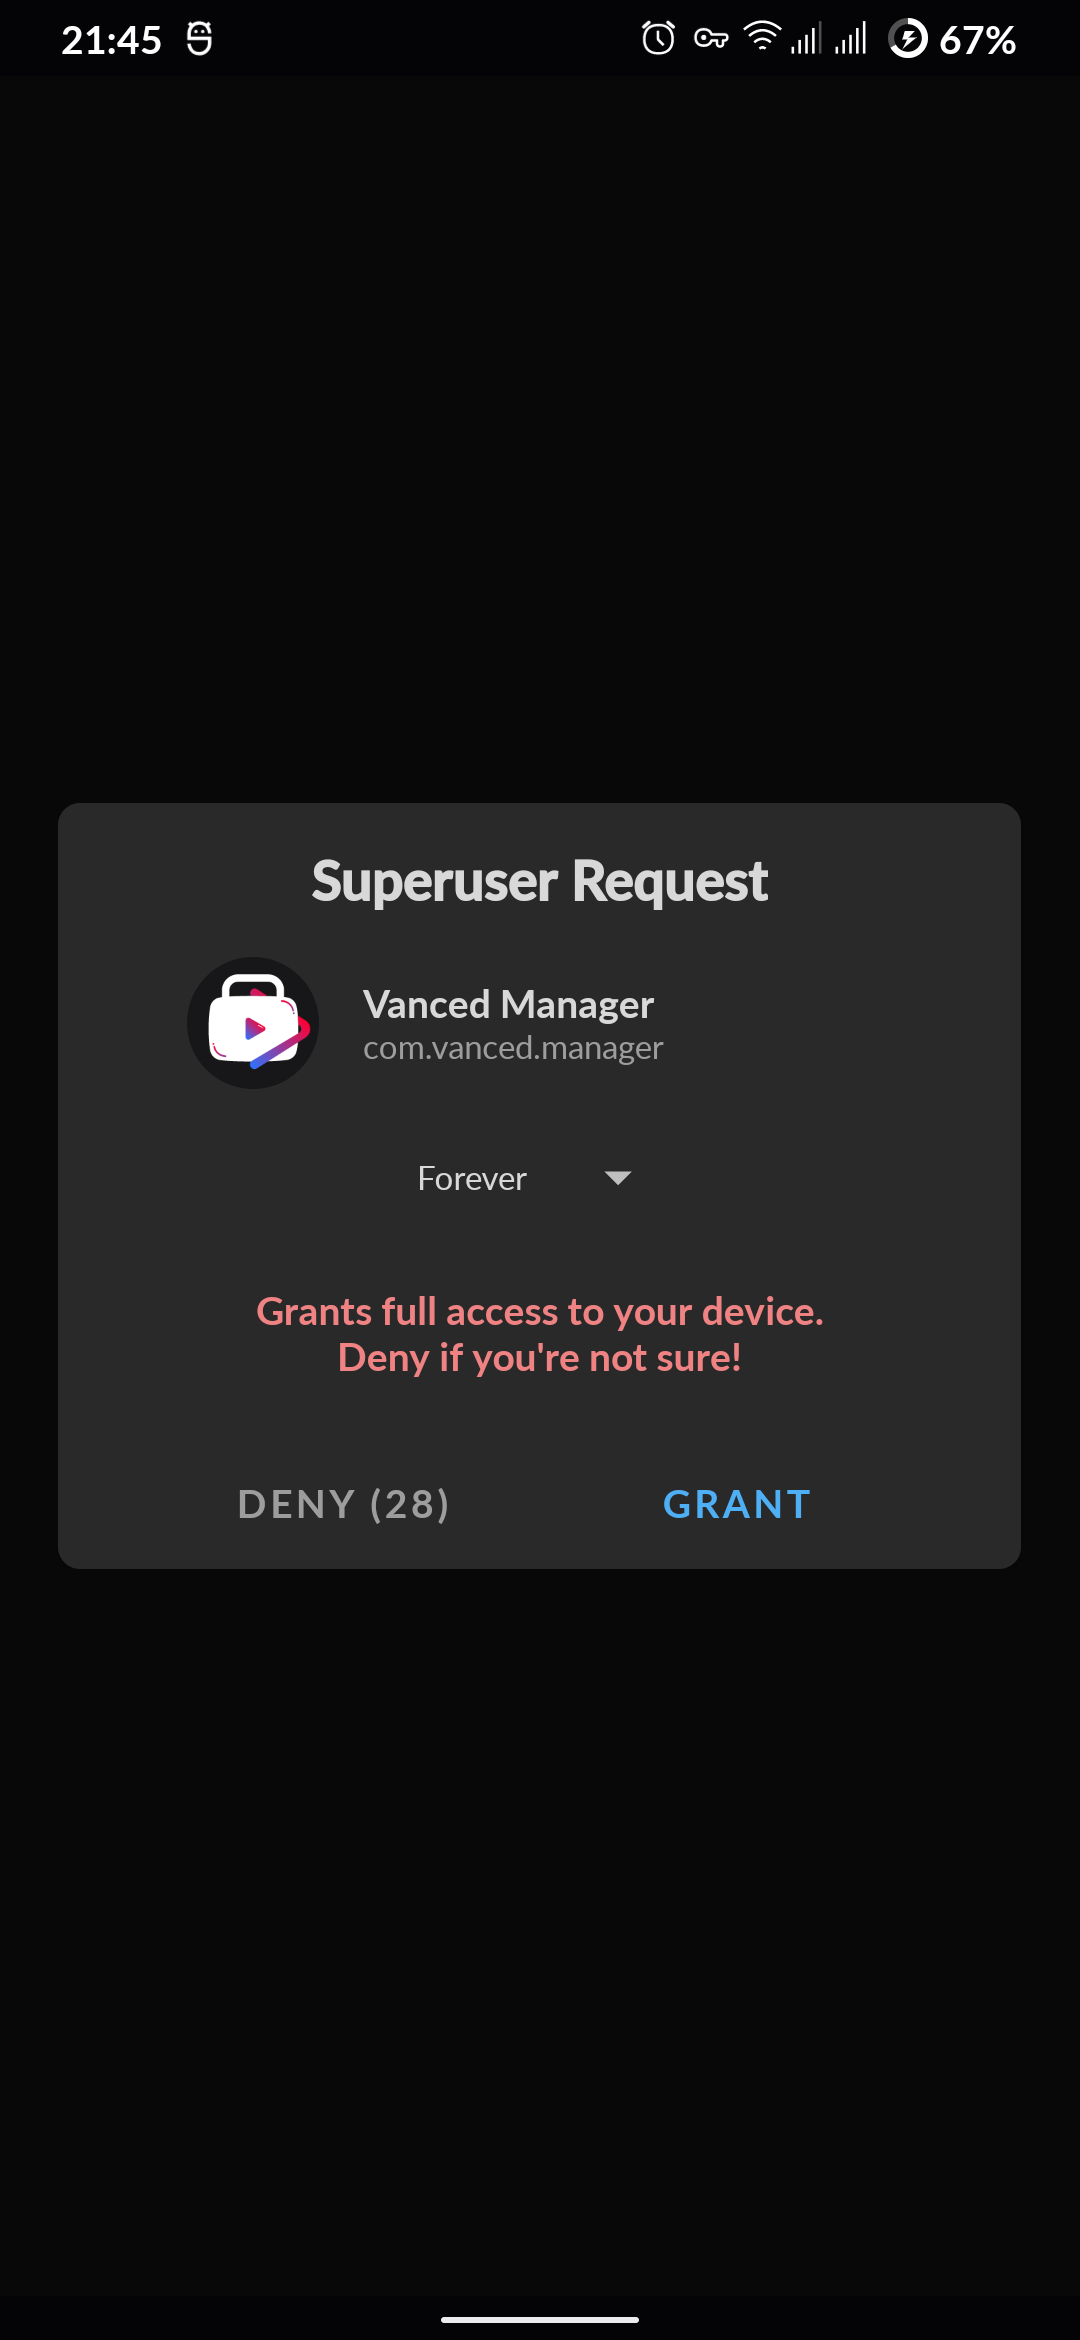 21:45 67%
Superuser Request
Vanced Manager
com.vanced.manager
Forever
Grants full access to your device.
Deny if you're not sure!
DENY (28) GRANT